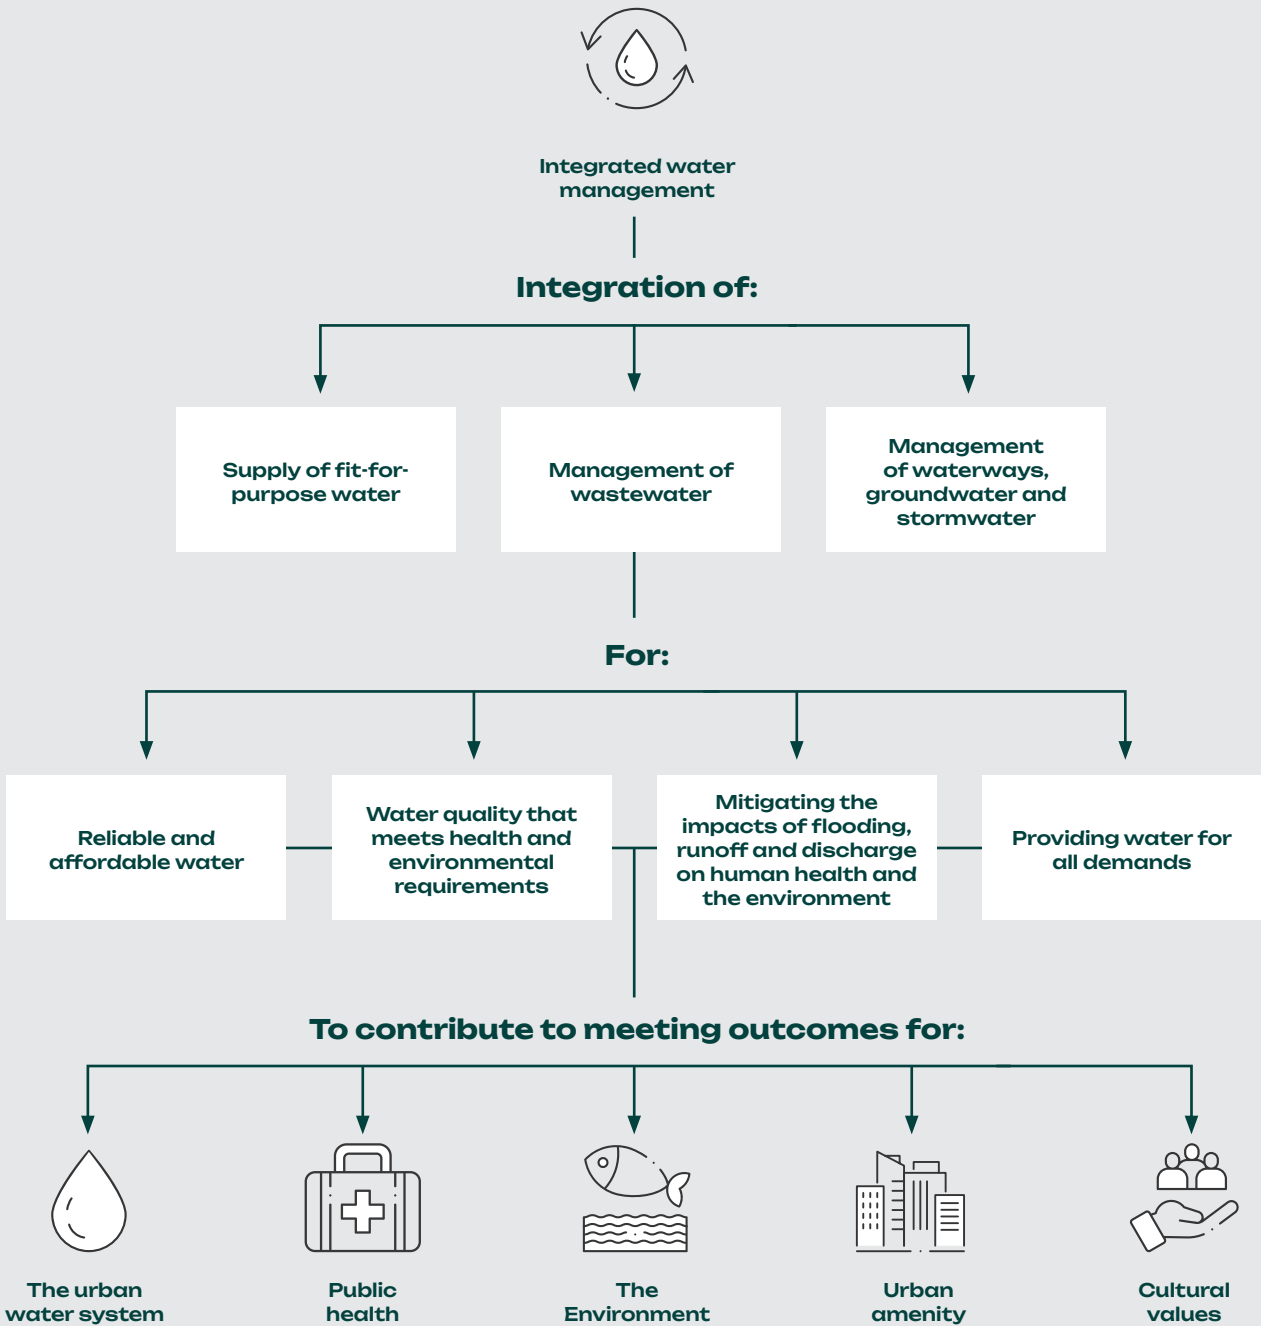 Integrated water
management
Integration of:
Supply of fit-for-
purpose water
Management of
wastewater
Management
of waterways,
groundwater and
stormwater
For:
Reliable and
affordable water
Water quality that
meets health and
environmental
requirements
Mitigating the
impacts of flooding,
runoff and discharge
on human health and
the environment
Providing water for
all demands
To contribute to meeting outcomes for:
The urban
water system
Public
health
The
Environment
Urban
amenity
Cultural
values